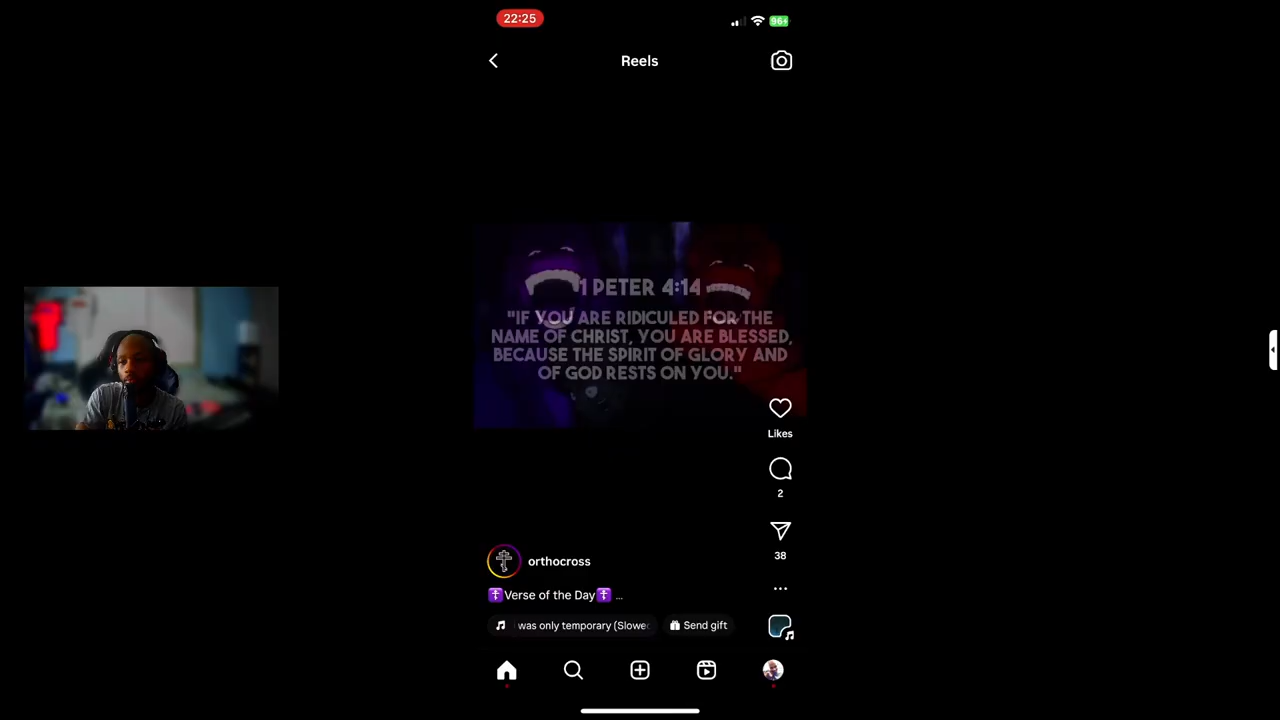 22:25
96+
Reels
1 PETER 4:14
"IF YOU ARE RIDICULED FOR THE
NAME OF CHRIST, YOU ARE BLESSED,
BECAUSE THE SPIRIT OF GLORY AND
OF GOD RESTS ON YOU."
Likes
2
38
orthocross
Verse of the Day ...
was only temporary (Slowe
Send gift